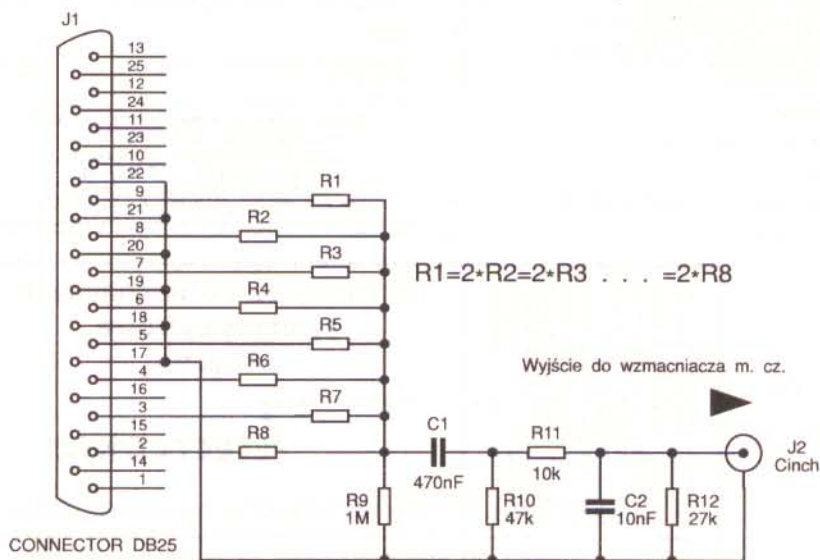 J1
13
25
12
24
11
23
10
22
9
21
8
20
7
19
6
18
5
17
4
16
3
15
2
14
1
CONNECTOR DB25
R1
R2
R3
R4
R5
R6
R7
R8
R1=2*R2=2*R3 . . . =2*R8
Wyjście do wzmacniacza m. cz.
C1
470nF
R11
10k
J2
Cinch
R9
1M
R10
47k
C2
10nF
R12
27k